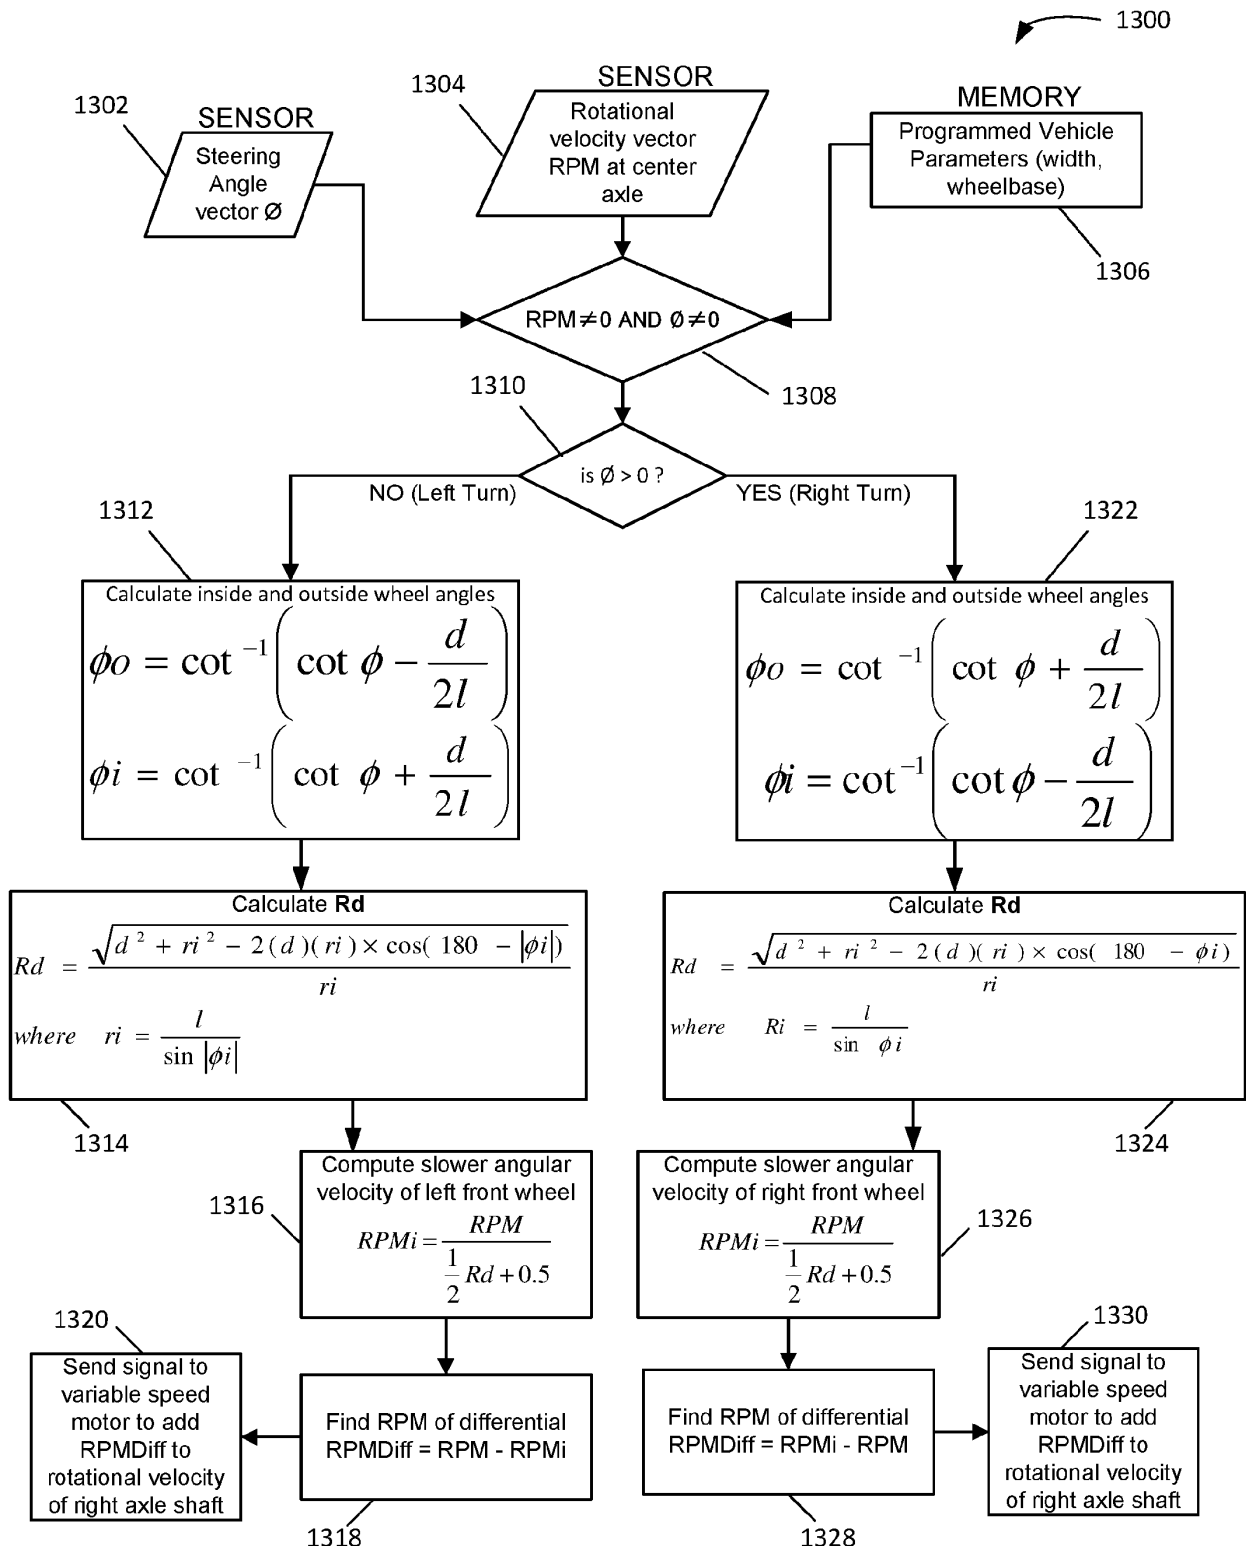 1300
1302
SENSOR
Steering
Angle
vector Ø
1304
SENSOR
Rotational
velocity vector
RPM at center
axle
MEMORY
Programmed Vehicle
Parameters (width,
wheelbase)
1306
RPM≠0 AND Ø≠0
1308
1310
is Ø > 0 ?
NO (Left Turn)
YES (Right Turn)
1312
Calculate inside and outside wheel angles
ϕo = cot⁻¹( cot ϕ − d/2l )
ϕi = cot⁻¹( cot ϕ + d/2l )
1322
Calculate inside and outside wheel angles
ϕo = cot⁻¹( cot ϕ + d/2l )
ϕi = cot⁻¹( cot ϕ − d/2l )
Calculate Rd
Rd = √(d² + ri² − 2(d)(ri) × cos(180 − |ϕi|)) / ri
where ri = l / sin |ϕi|
1314
Calculate Rd
Rd = √(d² + ri² − 2(d)(ri) × cos(180 − ϕi)) / ri
where Ri = l / sin ϕi
1324
Compute slower angular
velocity of left front wheel
RPMi = RPM / (1/2 Rd + 0.5)
1316
Compute slower angular
velocity of right front wheel
RPMi = RPM / (1/2 Rd + 0.5)
1326
1320
Send signal to
variable speed
motor to add
RPMDiff to
rotational velocity
of right axle shaft
Find RPM of differential
RPMDiff = RPM - RPMi
1318
Find RPM of differential
RPMDiff = RPMi - RPM
1328
1330
Send signal to
variable speed
motor to add
RPMDiff to
rotational velocity
of right axle shaft